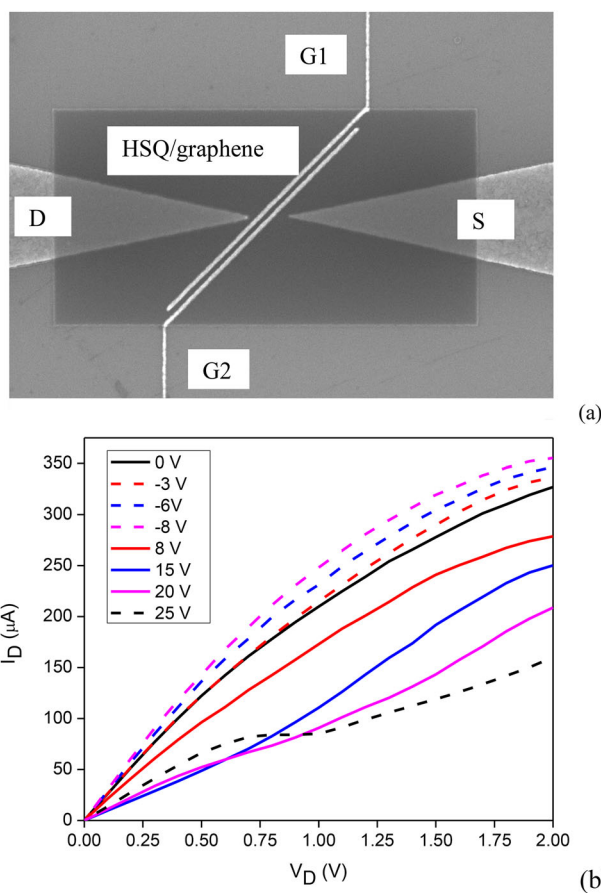 G1
HSQ/graphene
D
S
G2
(a)
0 V
-3 V
-6V
-8 V
8 V
15 V
20 V
25 V
350
300
250
200
150
100
50
0
I_D (μA)
0.00 0.25 0.50 0.75 1.00 1.25 1.50 1.75 2.00
V_D (V)
(b)